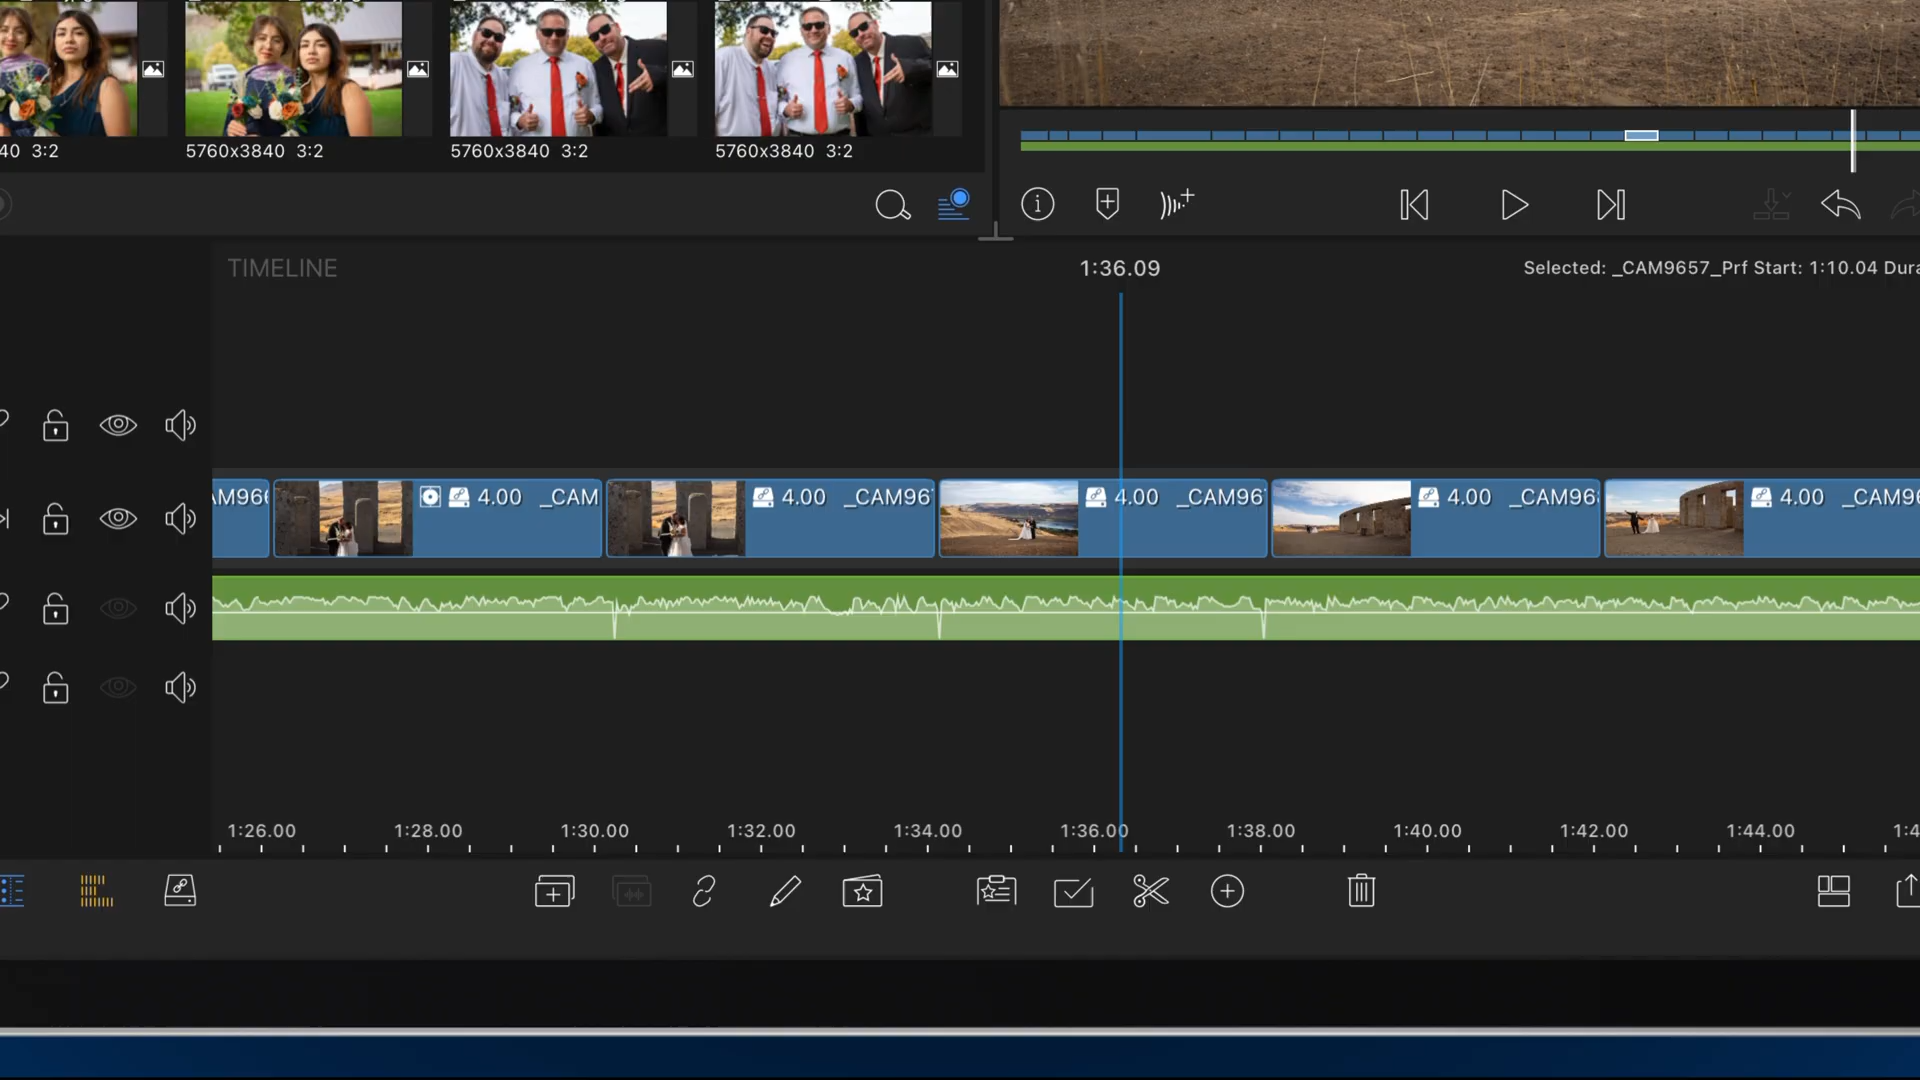 40 3:2
5760x3840 3:2
5760x3840 3:2
5760x3840 3:2
TIMELINE
1:36.09
Selected: _CAM9657_Prf Start: 1:10.04 Dura
AM966
4.00 _CAM
4.00 _CAM96
4.00 _CAM96
4.00 _CAM96
4.00 _CAM9
1:26.00
1:28.00
1:30.00
1:32.00
1:34.00
1:36.00
1:38.00
1:40.00
1:42.00
1:44.00
1:4